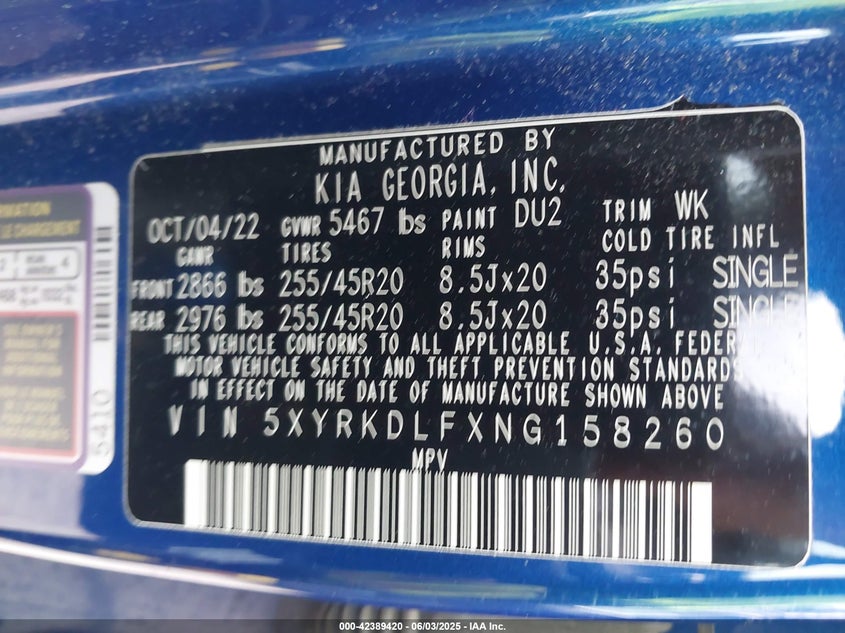 MANUFACTURED BY
KIA GEORGIA, INC.
OCT/04/22 GVWR 5467 lbs PAINT DU2 TRIM WK
GAWR TIRES RIMS COLD TIRE INFL
FRONT 2866 lbs 255/45R20 8.5Jx20 35psi SINGLE
REAR 2976 lbs 255/45R20 8.5Jx20 35psi SINGLE
THIS VEHICLE CONFORMS TO ALL APPLICABLE U.S.A. FEDERAL
MOTOR VEHICLE SAFETY AND THEFT PREVENTION STANDARDS
IN EFFECT ON THE DATE OF MANUFACTURE SHOWN ABOVE
VIN 5XYRKDLFXNG158260
MPV
5410
000-42389420 - 06/03/2025 - IAA Inc.